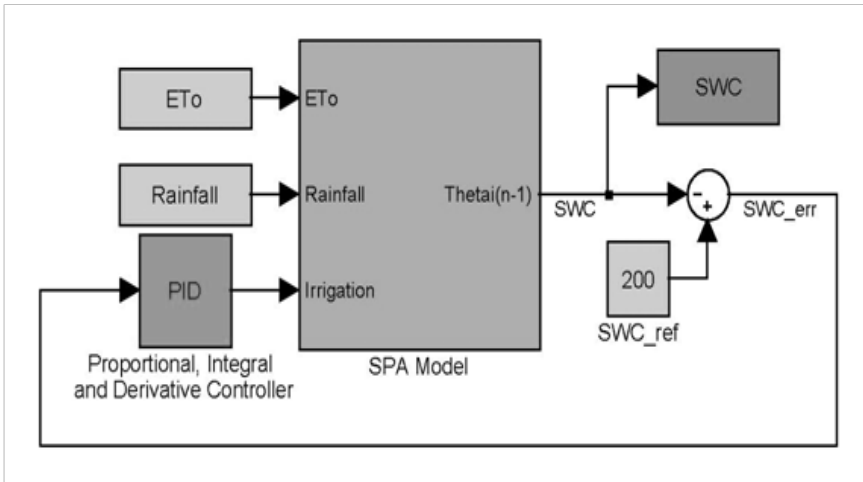 ETo
ETo
SWC
Rainfall
Rainfall
Thetai(n-1)
SWC
-
+
SWC_err
PID
Irrigation
200
SWC_ref
Proportional, Integral
and Derivative Controller
SPA Model